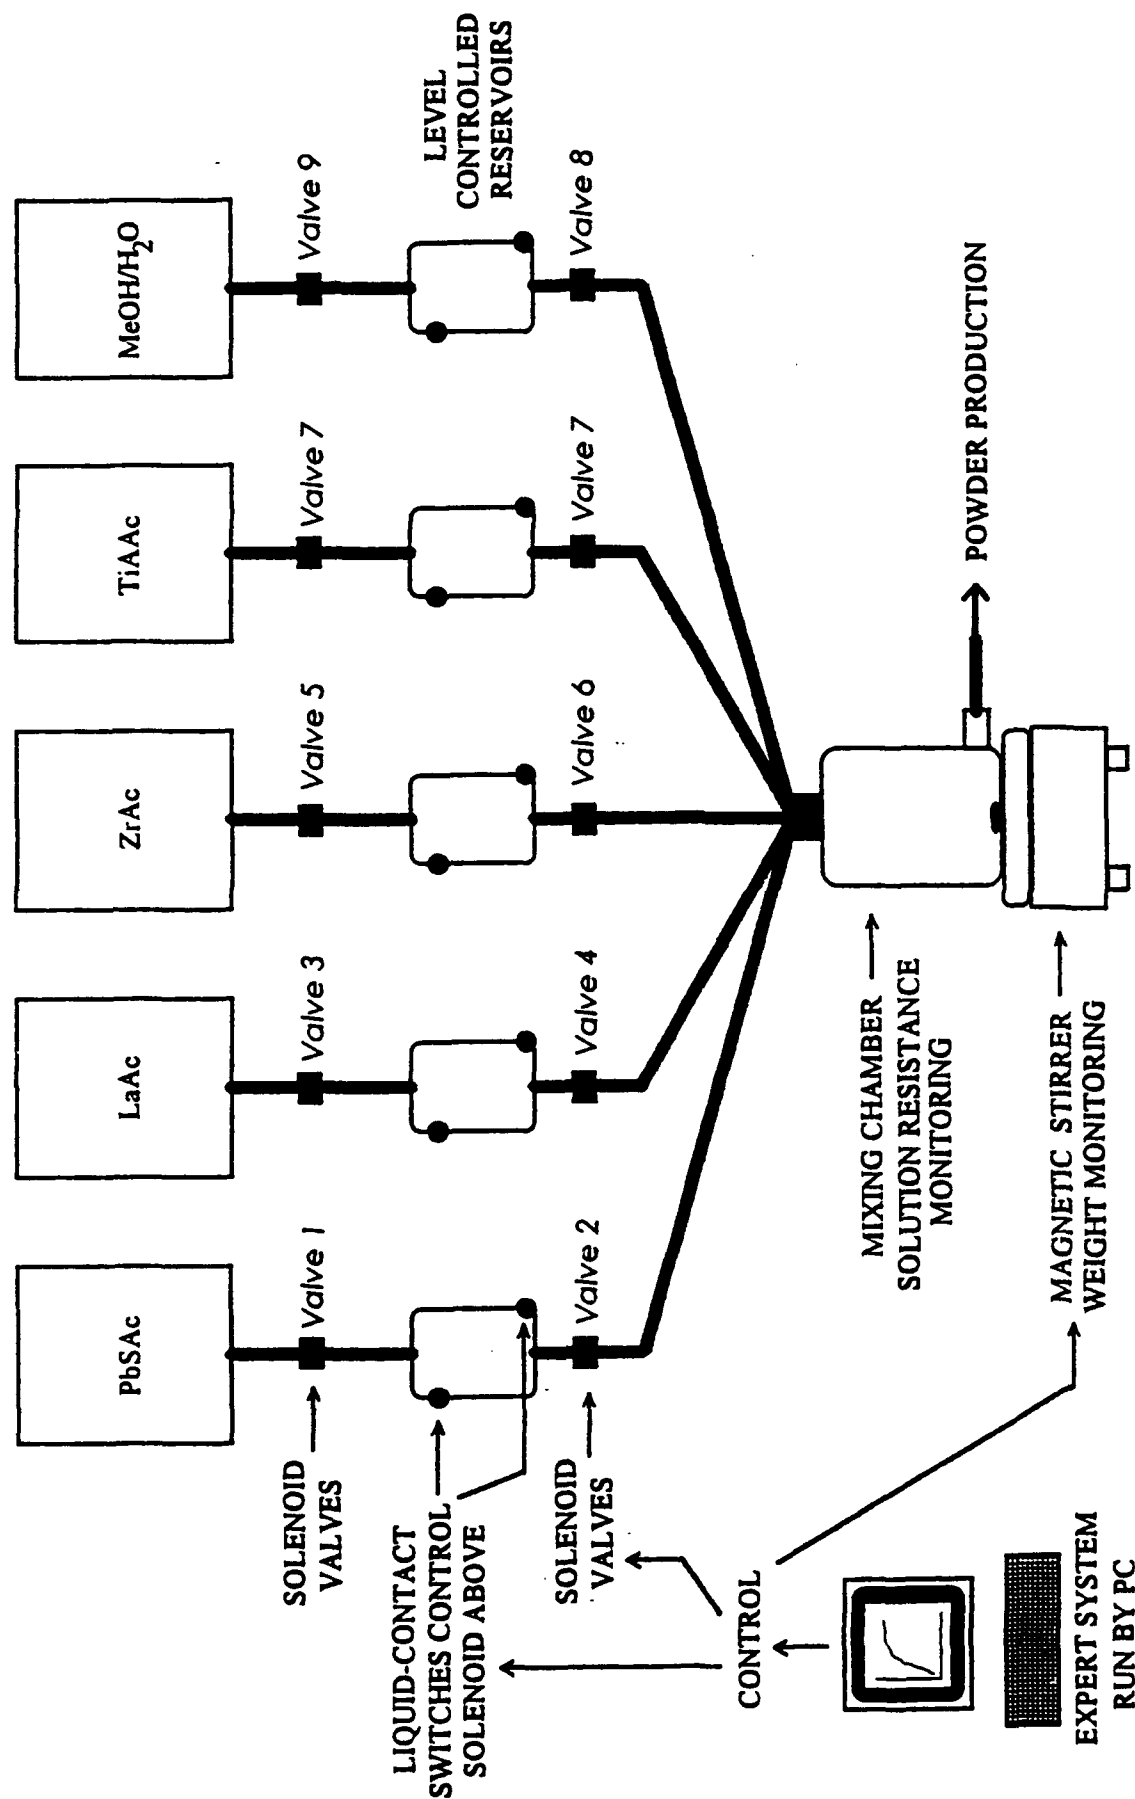 PbSAc
LaAc
ZrAc
TiAAc
MeOH/H2O
SOLENOID
VALVES
Valve 1
Valve 3
Valve 5
Valve 7
Valve 9
LIQUID-CONTACT
SWITCHES CONTROL
SOLENOID ABOVE
LEVEL
CONTROLLED
RESERVOIRS
SOLENOID
VALVES
Valve 2
Valve 4
Valve 6
Valve 7
Valve 8
CONTROL
MIXING CHAMBER
SOLUTION RESISTANCE
MONITORING
POWDER PRODUCTION
MAGNETIC STIRRER
WEIGHT MONITORING
EXPERT SYSTEM
RUN BY PC